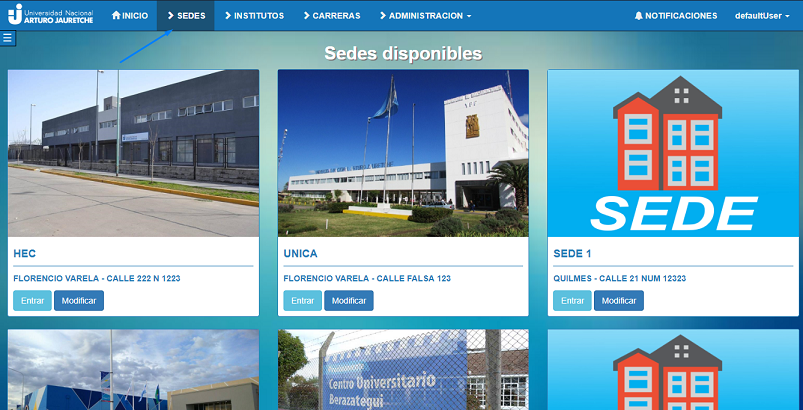 Universidad Nacional
ARTURO JAURETCHE
INICIO
SEDES
INSTITUTOS
CARRERAS
ADMINISTRACION
NOTIFICACIONES
defaultUser
Sedes disponibles
SEDE
HEC
FLORENCIO VARELA - CALLE 222 N 1223
Entrar
Modificar
UNICA
FLORENCIO VARELA - CALLE FALSA 123
Entrar
Modificar
SEDE 1
QUILMES - CALLE 21 NUM 12323
Entrar
Modificar
Centro Universitario
Berazategui